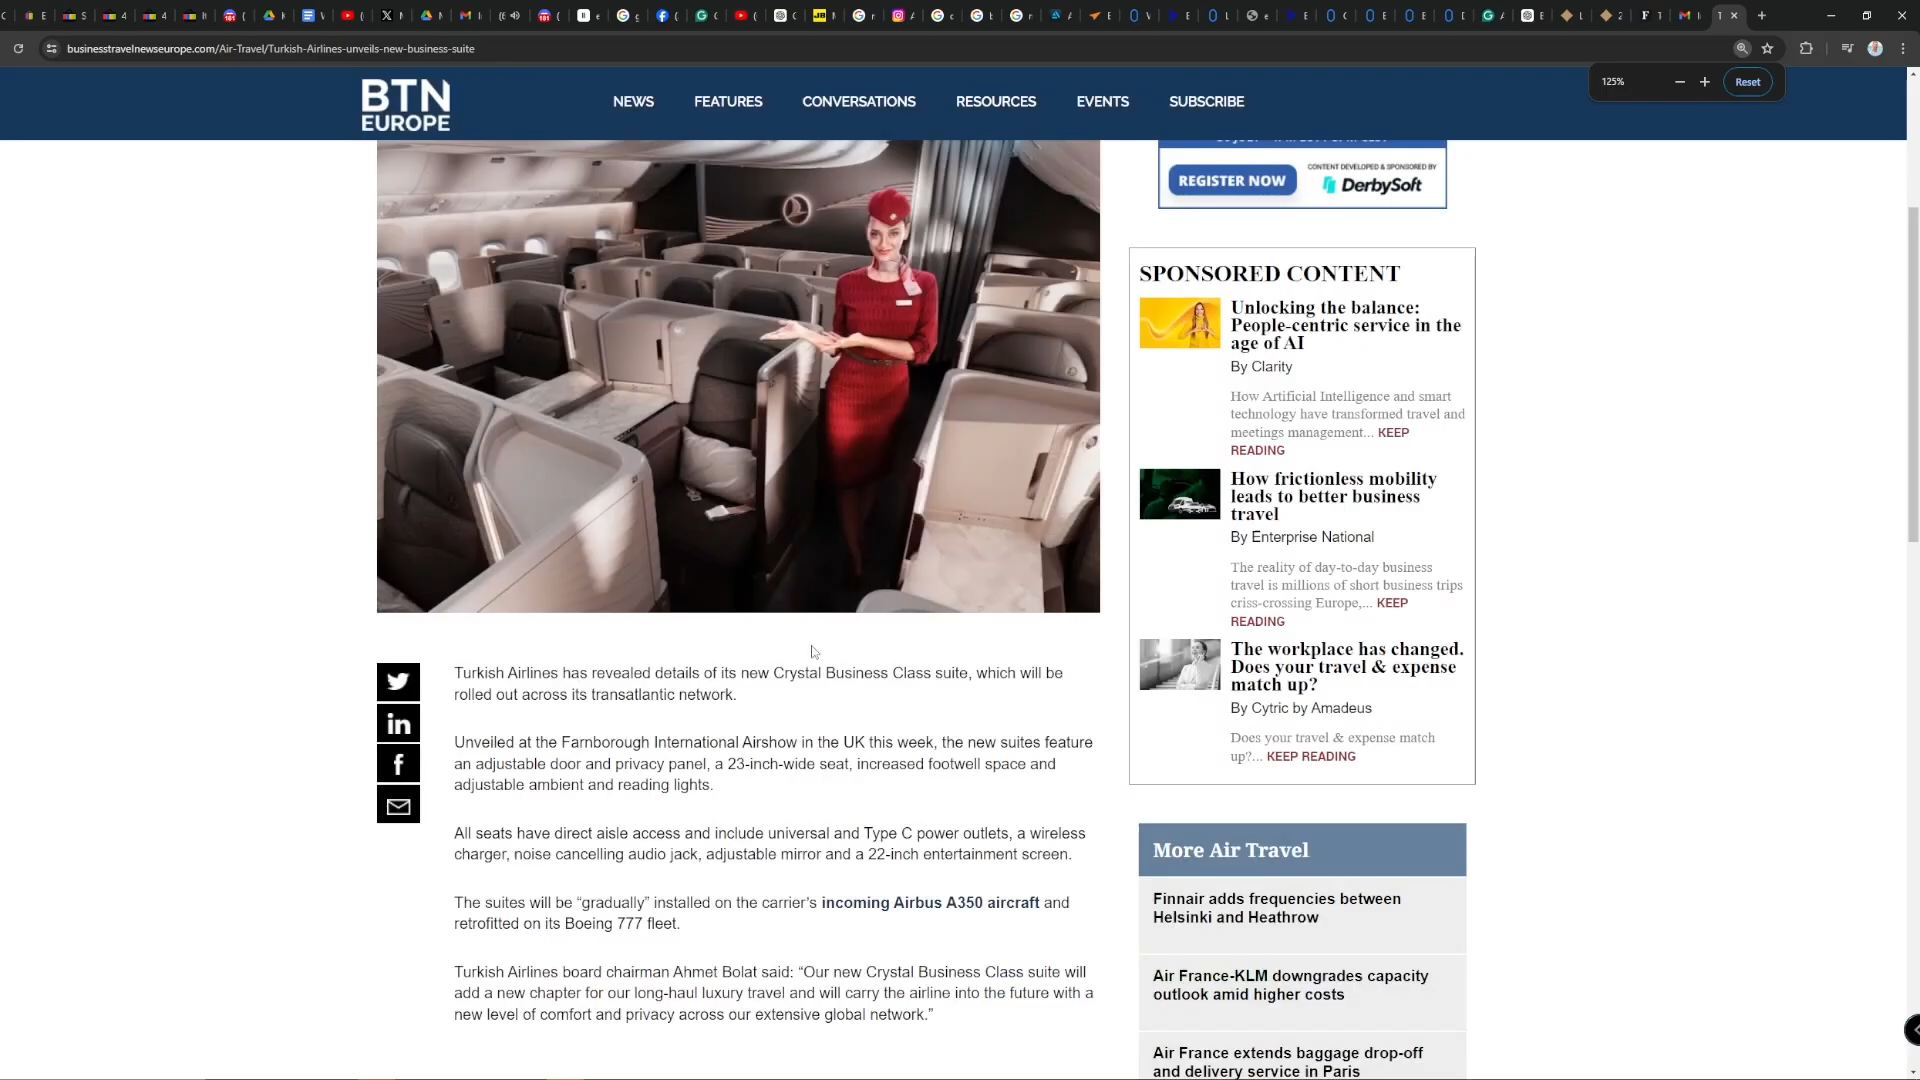 businesstravelnewseurope.com/Air-Travel/Turkish-Airlines-unveils-new-business-suite
125%
Reset
BTN
EUROPE
NEWS
FEATURES
CONVERSATIONS
RESOURCES
EVENTS
SUBSCRIBE
REGISTER NOW
CONTENT DEVELOPED & SPONSORED BY
DerbySoft
SPONSORED CONTENT
Unlocking the balance:
People-centric service in the
age of AI
By Clarity
How Artificial Intelligence and smart
technology have transformed travel and
meetings management... KEEP
READING
How frictionless mobility
leads to better business
travel
By Enterprise National
The reality of day-to-day business
travel is millions of short business trips
criss-crossing Europe,... KEEP
READING
The workplace has changed.
Does your travel & expense
match up?
By Cytric by Amadeus
Does your travel & expense match
up?... KEEP READING
Turkish Airlines has revealed details of its new Crystal Business Class suite, which will be
rolled out across its transatlantic network.
Unveiled at the Farnborough International Airshow in the UK this week, the new suites feature
an adjustable door and privacy panel, a 23-inch-wide seat, increased footwell space and
adjustable ambient and reading lights.
All seats have direct aisle access and include universal and Type C power outlets, a wireless
charger, noise cancelling audio jack, adjustable mirror and a 22-inch entertainment screen.
The suites will be “gradually” installed on the carrier’s incoming Airbus A350 aircraft and
retrofitted on its Boeing 777 fleet.
Turkish Airlines board chairman Ahmet Bolat said: “Our new Crystal Business Class suite will
add a new chapter for our long-haul luxury travel and will carry the airline into the future with a
new level of comfort and privacy across our extensive global network.”
More Air Travel
Finnair adds frequencies between
Helsinki and Heathrow
Air France-KLM downgrades capacity
outlook amid higher costs
Air France extends baggage drop-off
and delivery service in Paris